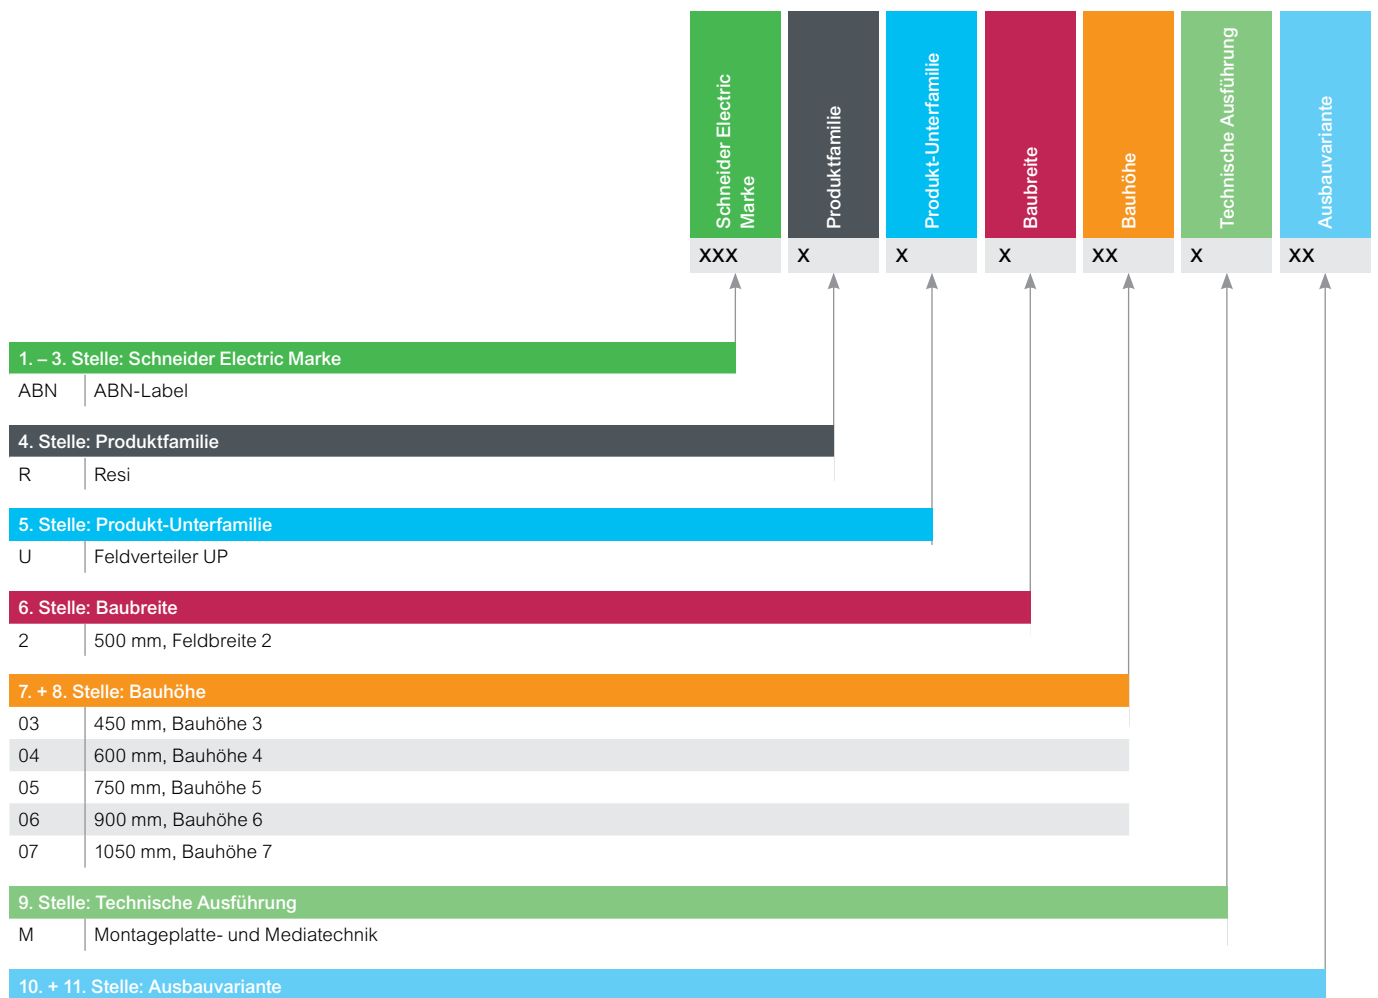 Schneider Electric
Marke
Produktfamilie
Produkt-Unterfamilie
Baubreite
Bauhöhe
Technische Ausführung
Ausbauvariante
XXX X X X XX X XX
1. – 3. Stelle: Schneider Electric Marke
ABN ABN-Label
4. Stelle: Produktfamilie
R Resi
5. Stelle: Produkt-Unterfamilie
U Feldverteiler UP
6. Stelle: Baubreite
2 500 mm, Feldbreite 2
7. + 8. Stelle: Bauhöhe
03 450 mm, Bauhöhe 3
04 600 mm, Bauhöhe 4
05 750 mm, Bauhöhe 5
06 900 mm, Bauhöhe 6
07 1050 mm, Bauhöhe 7
9. Stelle: Technische Ausführung
M Montageplatte- und Mediatechnik
10. + 11. Stelle: Ausbauvariante